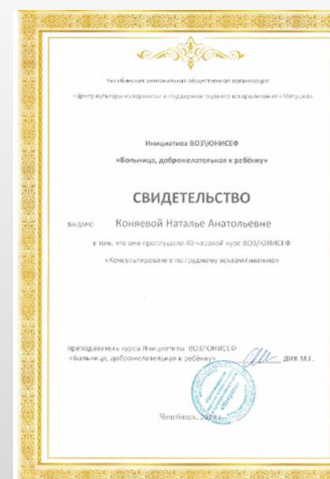 Челябинская региональная общественная организация
«Центр культуры материнства и поддержки грудного вскармливания «Матушка»
Инициатива ВОЗ\ЮНИСЕФ
«Больница, доброжелательная к ребёнку»
СВИДЕТЕЛЬСТВО
выдано Коняевой Наталье Анатольевне
в том, что она прослушала 40-часовой курс ВОЗ/ЮНИСЕФ
«Консультирование по грудному вскармливанию»
преподаватель курса Инициативы ВОЗ/ЮНИСЕФ
«Больница, доброжелательная к ребёнку» ДИК М.Г.
Челябинск,